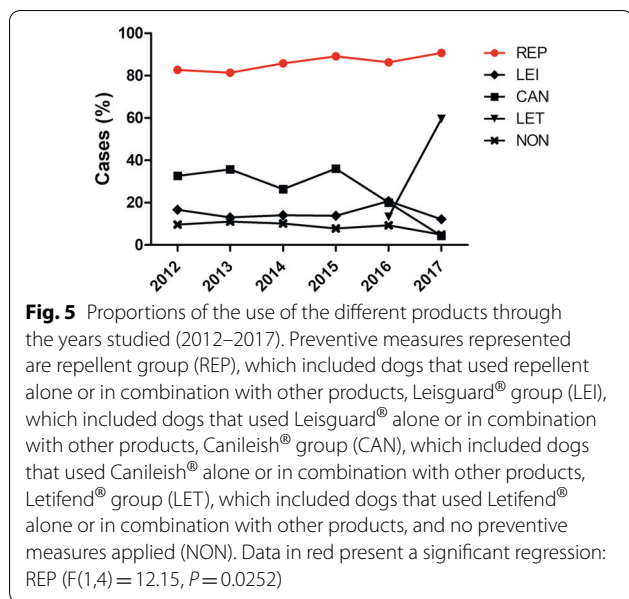 100
80
60
40
20
0
Cases (%)
2012
2013
2014
2015
2016
2017
REP
LEI
CAN
LET
NON
Fig. 5 Proportions of the use of the different products through
the years studied (2012–2017). Preventive measures represented
are repellent group (REP), which included dogs that used repellent
alone or in combination with other products, Leisguard® group (LEI),
which included dogs that used Leisguard® alone or in combination
with other products, Canileish® group (CAN), which included dogs
that used Canileish® alone or in combination with other products,
Letifend® group (LET), which included dogs that used Letifend®
alone or in combination with other products, and no preventive
measures applied (NON). Data in red present a significant regression:
REP (F(1,4) = 12.15, P = 0.0252)